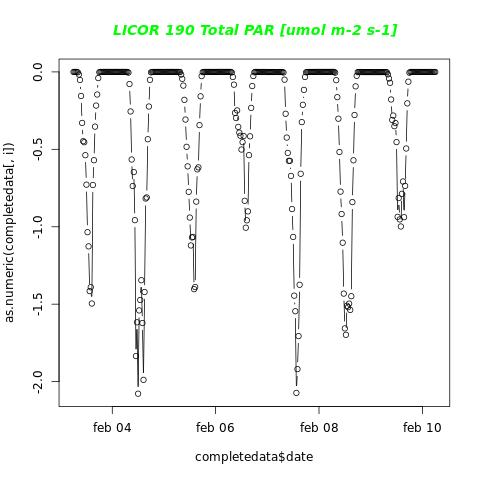 LICOR 190 Total PAR [umol m-2 s-1]
0.0
-0.5
-1.0
-1.5
-2.0
as.numeric(completedata[, i])
feb 04 feb 06 feb 08 feb 10
completedata$date